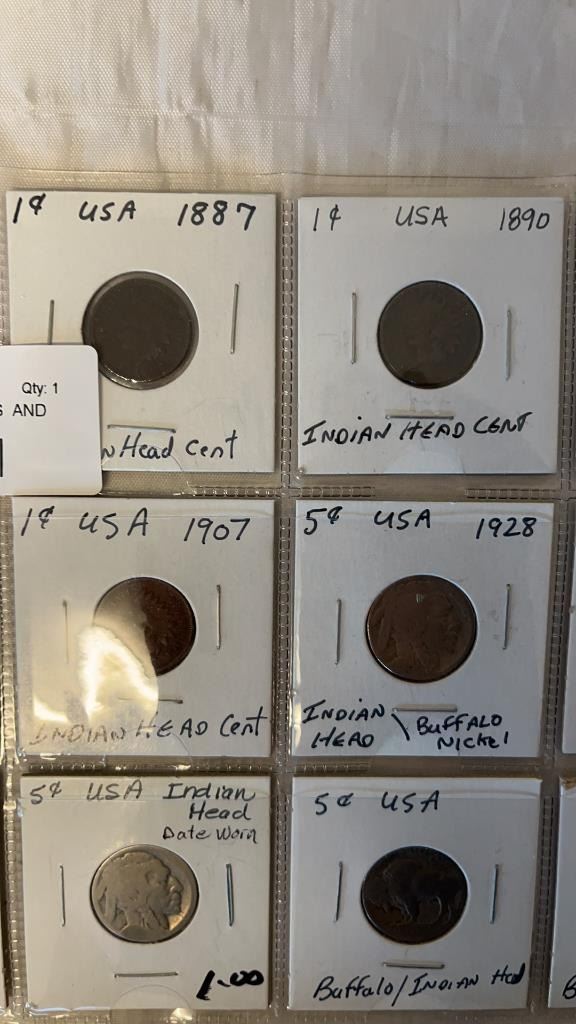 1¢ USA 1887
Qty: 1
AND
Head Cent
1¢ USA 1890
INDIAN HEAD CENT
1¢ USA 1907
INDIAN HEAD Cent
5¢ USA 1928
INDIAN \ BUFFALO
HEAD Nickel
5¢ USA Indian
Head
Date Worn
1.00
5¢ USA
Buffalo/INDIAN Hed